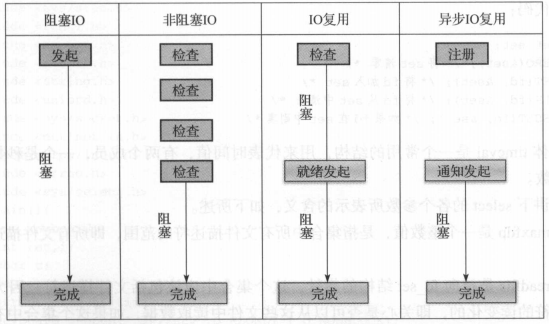 阻塞IO 非阻塞IO IO复用 异步IO复用
发起 检查 检查 注册
检查
阻塞
检查
阻塞 检查 就绪发起 通知发起
阻塞 阻塞 阻塞
完成 完成 完成 完成